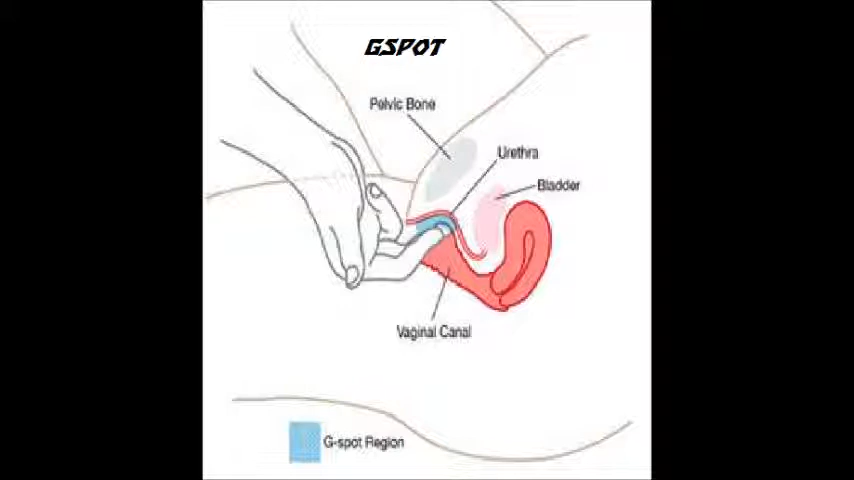 GSPOT
Pelvic Bone
Urethra
Bladder
Vaginal Canal
G-spot Region